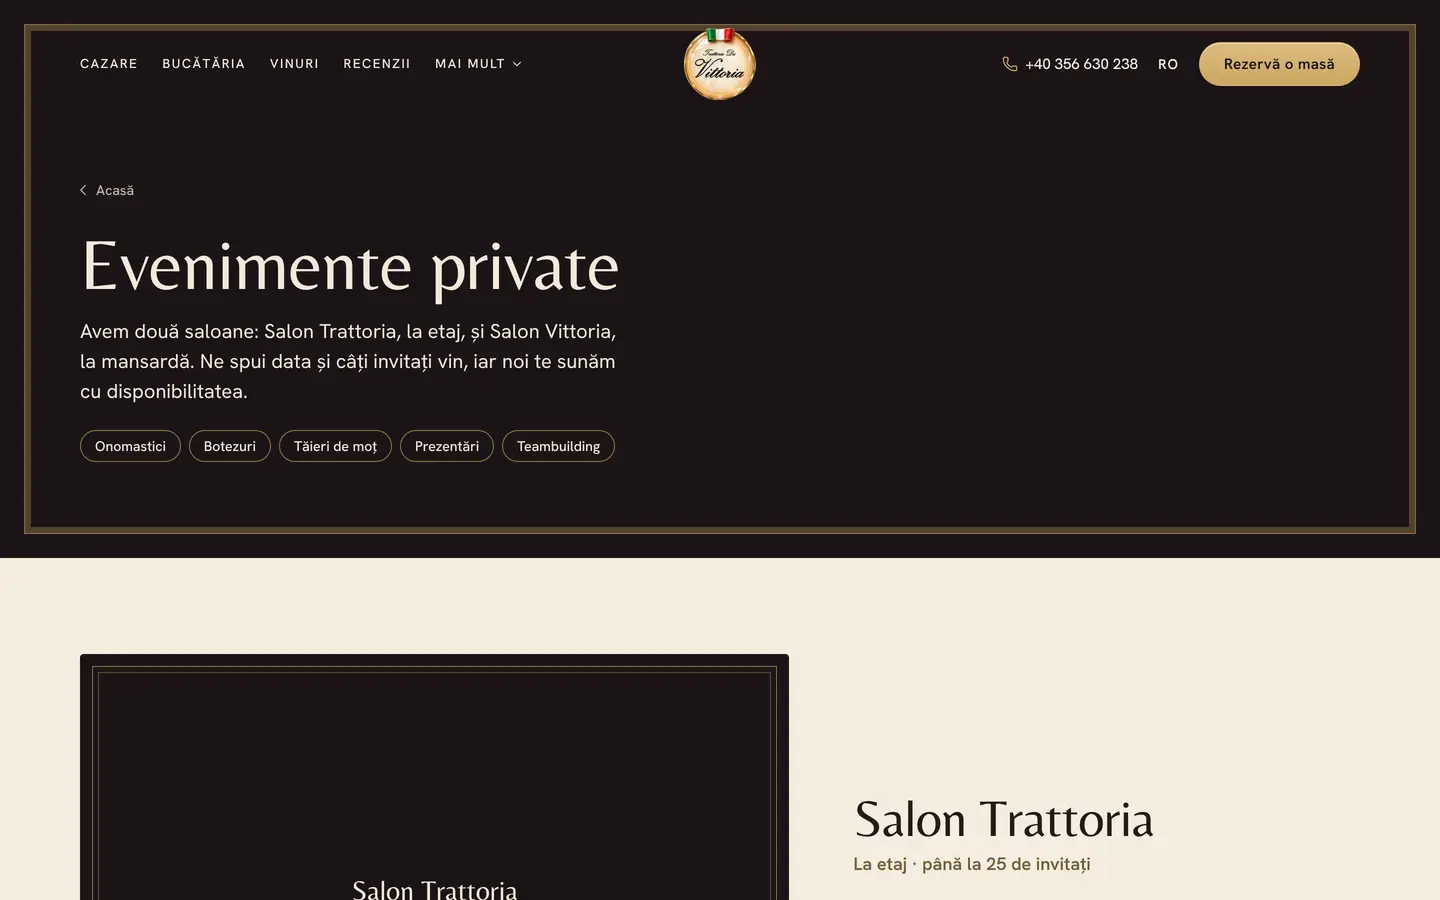 CAZARE BUCĂTĂRIA VINURI RECENZII MAI MULT
Trattoria Da
Vittoria
+40 356 630 238 RO Rezervă o masă
Acasă
Evenimente private
Avem două saloane: Salon Trattoria, la etaj, și Salon Vittoria,
la mansardă. Ne spui data și câți invitați vin, iar noi te sunăm
cu disponibilitatea.
Onomastici Botezuri Tăieri de moț Prezentări Teambuilding
Salon Trattoria
Salon Trattoria
La etaj · până la 25 de invitați